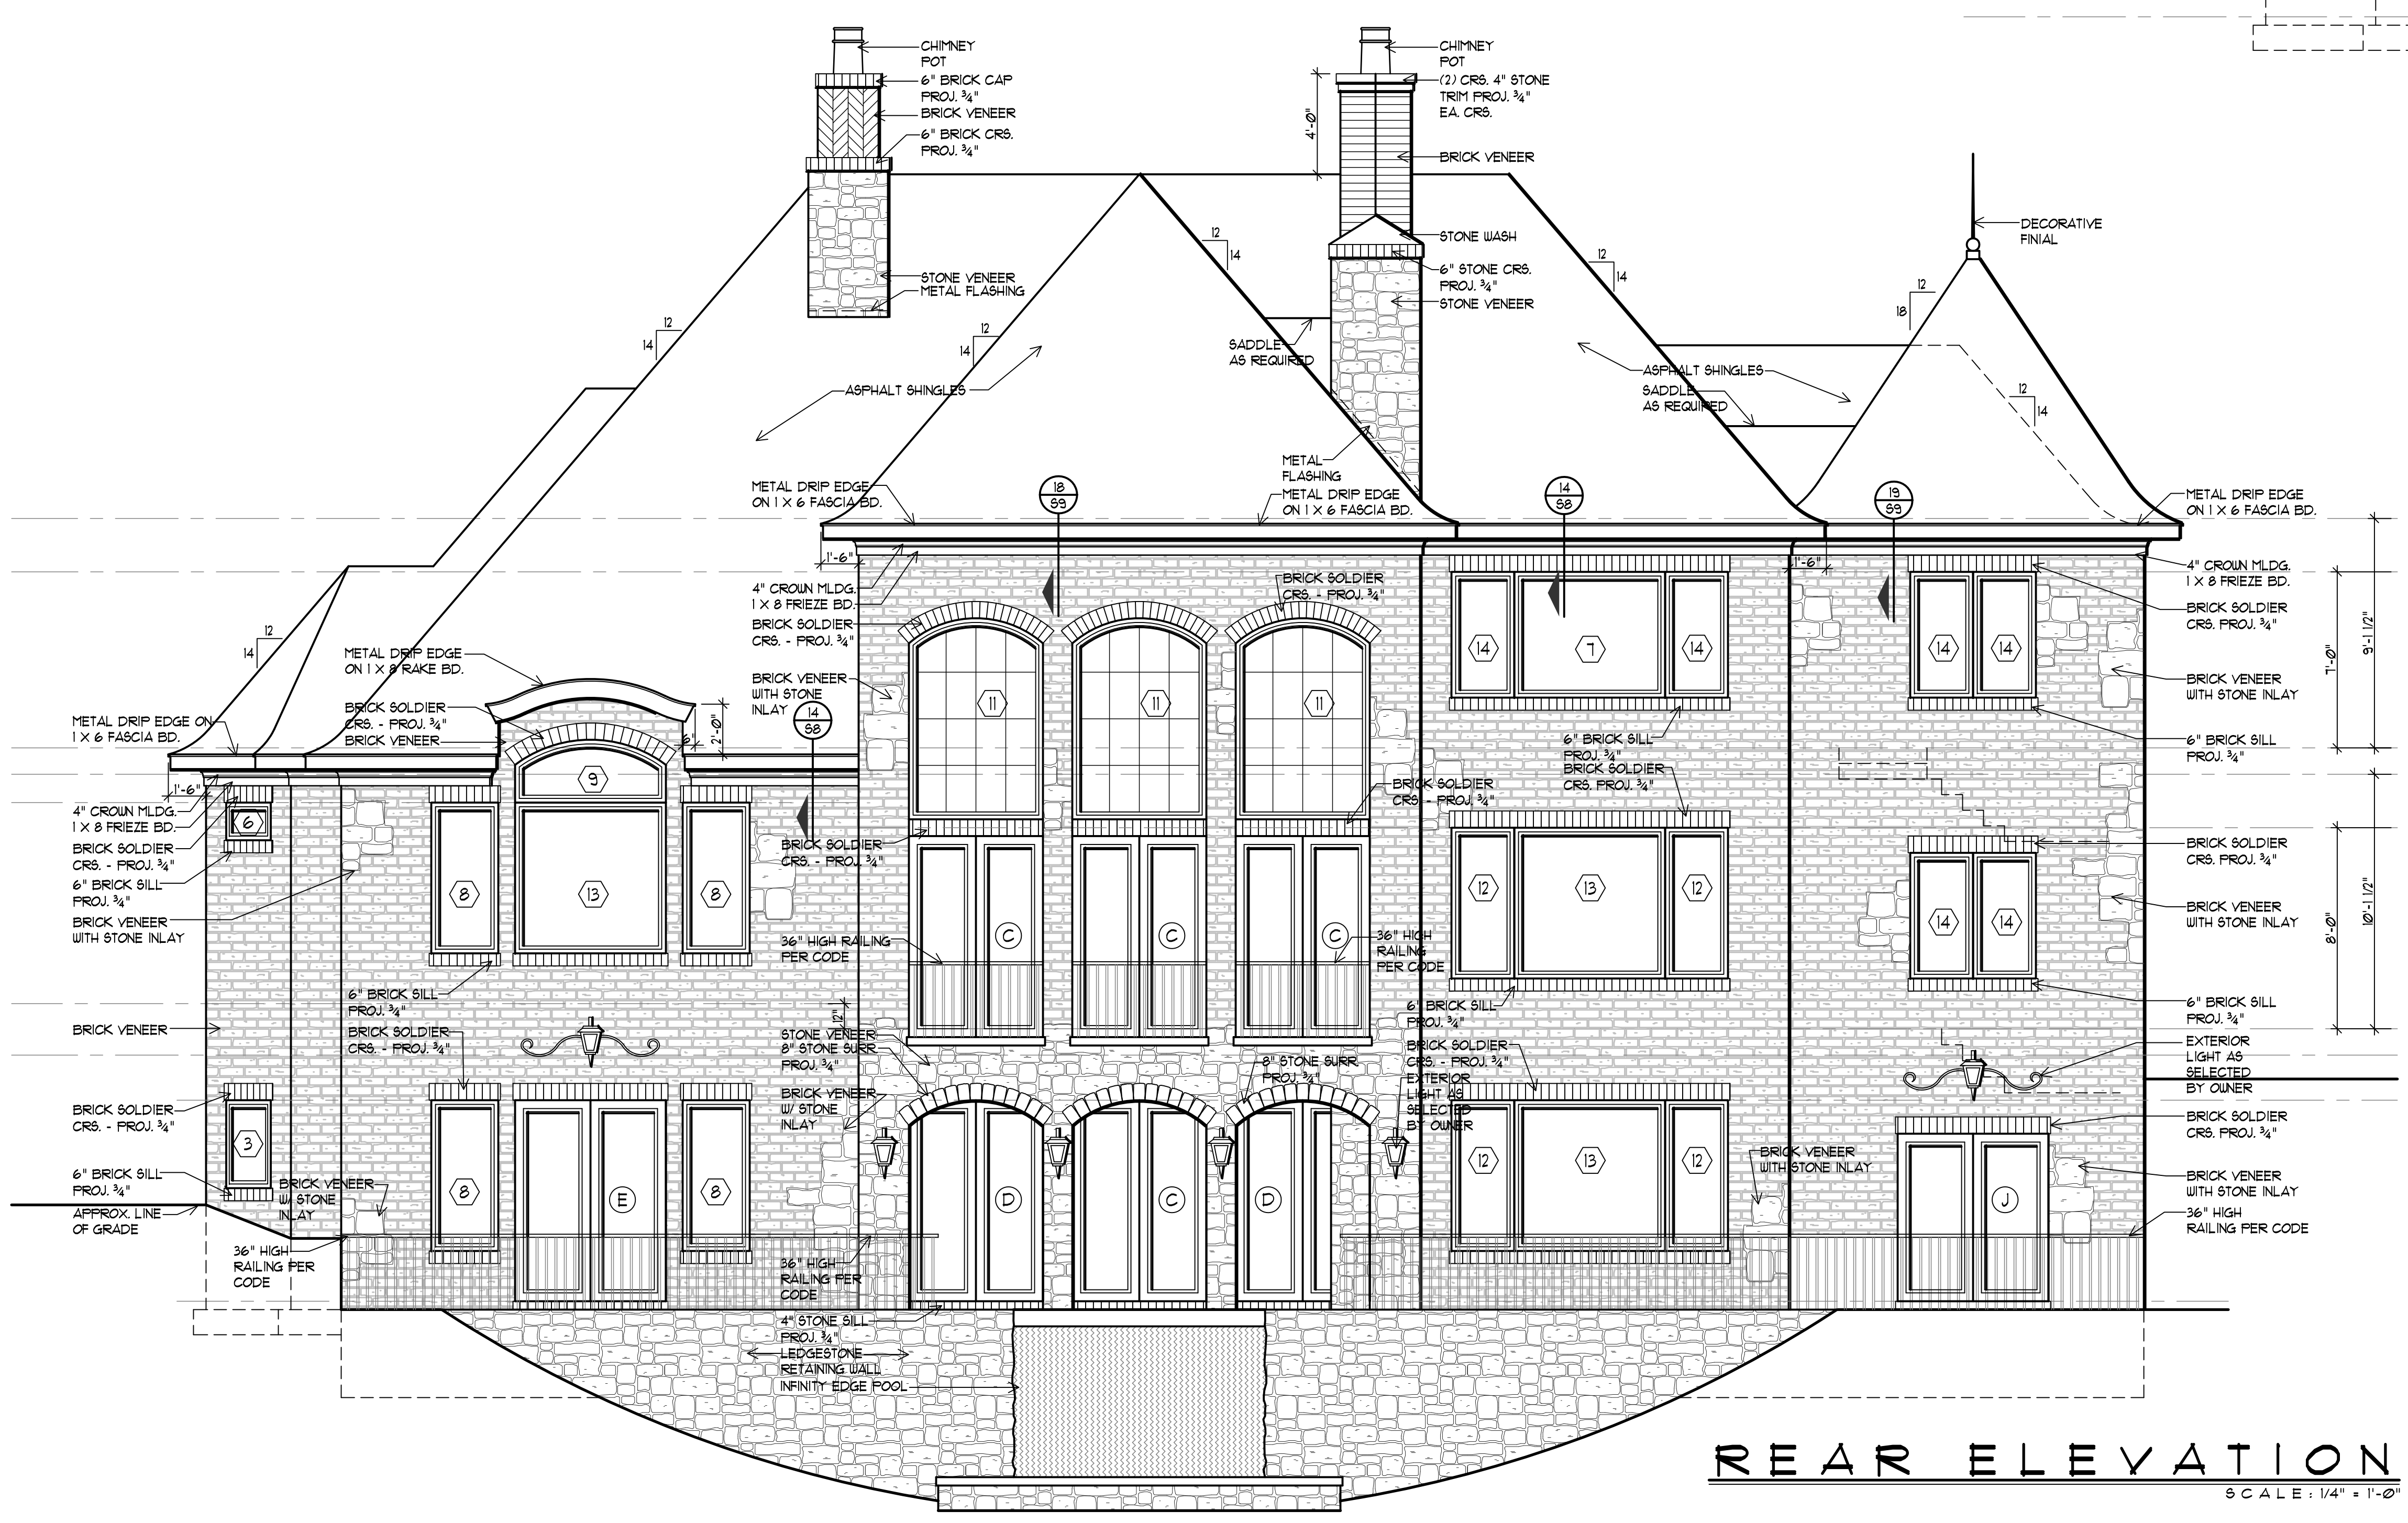 CHIMNEY
POT
6" BRICK CAP
PROJ. ¾"
BRICK VENEER
6" BRICK CRS.
PROJ. ¾"
STONE VENEER
METAL FLASHING
CHIMNEY
POT
(2) CRS. 4" STONE
TRIM PROJ. ¾"
EA. CRS.
4'-0"
BRICK VENEER
STONE WASH
6" STONE CRS.
PROJ. ¾"
STONE VENEER
DECORATIVE
FINIAL
12
14
12
14
12
18
12
14
12
14
12
14
12
14
SADDLE
AS REQUIRED
ASPHALT SHINGLES
ASPHALT SHINGLES
SADDLE
AS REQUIRED
METAL
FLASHING
METAL DRIP EDGE
ON 1 X 6 FASCIA BD.
18
S9
METAL DRIP EDGE
ON 1 X 6 FASCIA BD.
14
S8
19
S9
METAL DRIP EDGE
ON 1 X 6 FASCIA BD.
1'-6"
1'-6"
4" CROWN MLDG.
1 X 8 FRIEZE BD.
BRICK SOLDIER
CRS. - PROJ. ¾"
BRICK SOLDIER
CRS. - PROJ. ¾"
4" CROWN MLDG.
1 X 8 FRIEZE BD.
BRICK SOLDIER
CRS. PROJ. ¾"
14
7
14
14
14
7'-0"
9'-1 1/2"
METAL DRIP EDGE
ON 1 X 8 RAKE BD.
BRICK SOLDIER
CRS. - PROJ. ¾"
BRICK VENEER
BRICK VENEER
WITH STONE
INLAY
14
S8
6"
2'-0"
11
11
11
BRICK VENEER
WITH STONE INLAY
6" BRICK SILL
PROJ. ¾"
BRICK SOLDIER
CRS. PROJ. ¾"
6" BRICK SILL
PROJ. ¾"
METAL DRIP EDGE ON
1 X 6 FASCIA BD.
1'-6"
4" CROWN MLDG.
1 X 8 FRIEZE BD.
BRICK SOLDIER
CRS. - PROJ. ¾"
6" BRICK SILL
PROJ. ¾"
BRICK VENEER
WITH STONE INLAY
6
9
8
13
8
BRICK SOLDIER
CRS. - PROJ. ¾"
BRICK SOLDIER
CRS. - PROJ. ¾"
12
13
12
14
14
BRICK SOLDIER
CRS. PROJ. ¾"
BRICK VENEER
WITH STONE INLAY
8'-0"
10'-1 1/2"
36" HIGH RAILING
PER CODE
C
C
C
36" HIGH
RAILING
PER CODE
6" BRICK SILL
PROJ. ¾"
BRICK SOLDIER
CRS. - PROJ. ¾"
BRICK VENEER
12"
STONE VENEER
8" STONE SURR.
PROJ. ¾"
BRICK VENEER
W/ STONE
INLAY
8" STONE SURR.
PROJ. ¾"
6" BRICK SILL
PROJ. ¾"
BRICK SOLDIER
CRS. - PROJ. ¾"
EXTERIOR
LIGHT AS
SELECTED
BY OWNER
6" BRICK SILL
PROJ. ¾"
EXTERIOR
LIGHT AS
SELECTED
BY OWNER
BRICK SOLDIER
CRS. PROJ. ¾"
BRICK VENEER
WITH STONE INLAY
36" HIGH
RAILING PER CODE
BRICK SOLDIER
CRS. - PROJ. ¾"
3
6" BRICK SILL
PROJ. ¾"
APPROX. LINE
OF GRADE
BRICK VENEER
W/ STONE
INLAY
36" HIGH
RAILING PER
CODE
8
E
8
D
C
D
12
13
12
BRICK VENEER
WITH STONE INLAY
J
36" HIGH
RAILING PER
CODE
4" STONE SILL
PROJ. ¾"
LEDGESTONE
RETAINING WALL
INFINITY EDGE POOL
REAR ELEVATION
SCALE: 1/4" = 1'-0"